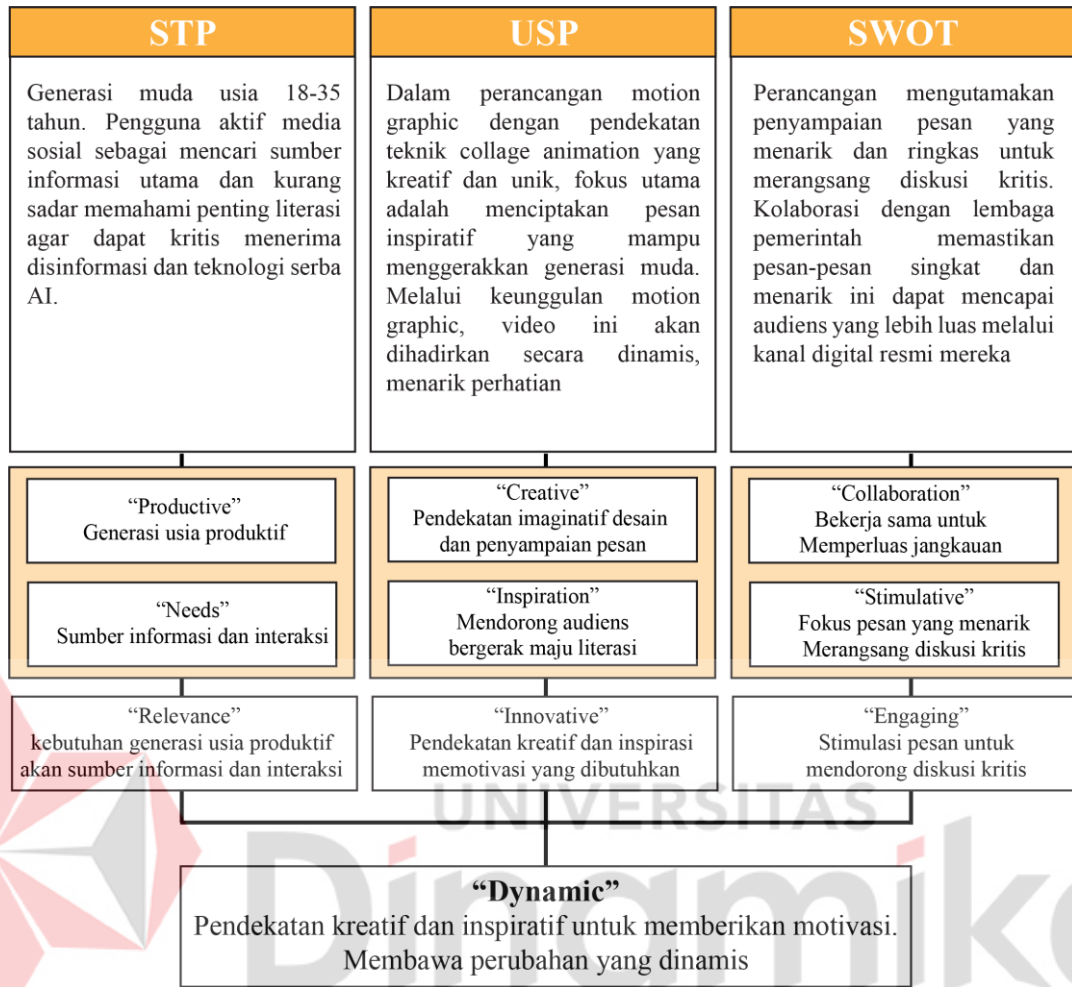 STP
Generasi muda usia 18-35
tahun. Pengguna aktif media
sosial sebagai mencari sumber
informasi utama dan kurang
sadar memahami penting literasi
agar dapat kritis menerima
disinformasi dan teknologi serba
AI.
USP
Dalam perancangan motion
graphic dengan pendekatan
teknik collage animation yang
kreatif dan unik, fokus utama
adalah menciptakan pesan
inspiratif yang mampu
menggerakkan generasi muda.
Melalui keunggulan motion
graphic, video ini akan
dihadirkan secara dinamis,
menarik perhatian
SWOT
Perancangan mengutamakan
penyampaian pesan yang
menarik dan ringkas untuk
merangsang diskusi kritis.
Kolaborasi dengan lembaga
pemerintah memastikan
pesan-pesan singkat dan
menarik ini dapat mencapai
audiens yang lebih luas melalui
kanal digital resmi mereka
“Productive”
Generasi usia produktif
“Needs”
Sumber informasi dan interaksi
“Creative”
Pendekatan imaginatif desain
dan penyampaian pesan
“Inspiration”
Mendorong audiens
bergerak maju literasi
“Collaboration”
Bekerja sama untuk
Memperluas jangkauan
“Stimulative”
Fokus pesan yang menarik
Merangsang diskusi kritis
“Relevance”
kebutuhan generasi usia produktif
akan sumber informasi dan interaksi
“Innovative”
Pendekatan kreatif dan inspirasi
memotivasi yang dibutuhkan
“Engaging”
Stimulasi pesan untuk
mendorong diskusi kritis
UNIVERSITAS
Dinamika
“Dynamic”
Pendekatan kreatif dan inspiratif untuk memberikan motivasi.
Membawa perubahan yang dinamis